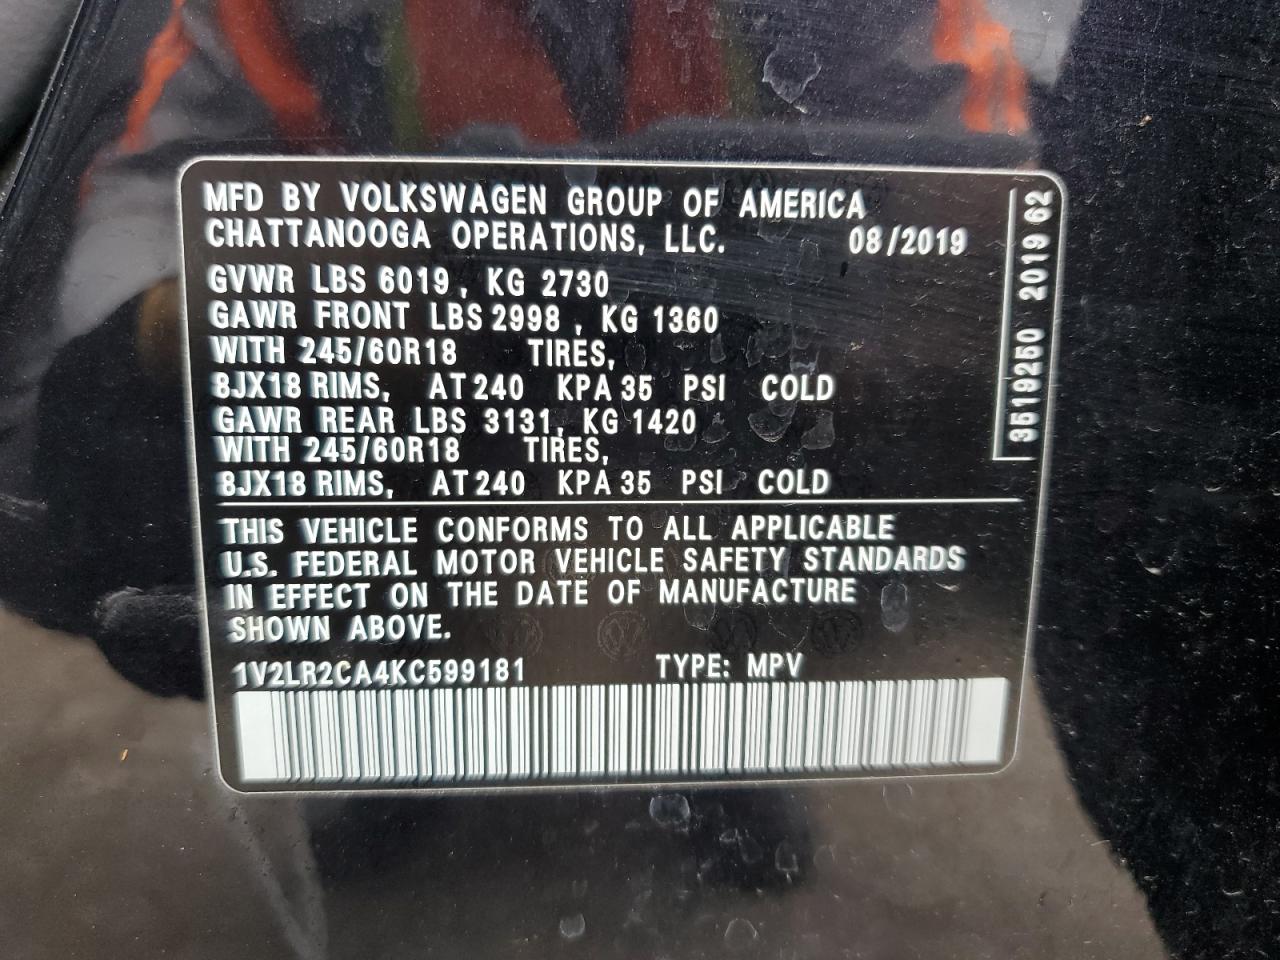 MFD BY VOLKSWAGEN GROUP OF AMERICA
CHATTANOOGA OPERATIONS, LLC. 08/2019
GVWR LBS 6019, KG 2730
GAWR FRONT LBS 2998, KG 1360
WITH 245/60R18 TIRES,
8JX18 RIMS, AT 240 KPA 35 PSI COLD
GAWR REAR LBS 3131, KG 1420
WITH 245/60R18 TIRES,
8JX18 RIMS, AT 240 KPA 35 PSI COLD
THIS VEHICLE CONFORMS TO ALL APPLICABLE
U.S. FEDERAL MOTOR VEHICLE SAFETY STANDARDS
IN EFFECT ON THE DATE OF MANUFACTURE
SHOWN ABOVE.
1V2LR2CA4KC599181 TYPE: MPV
3519250 2019 62